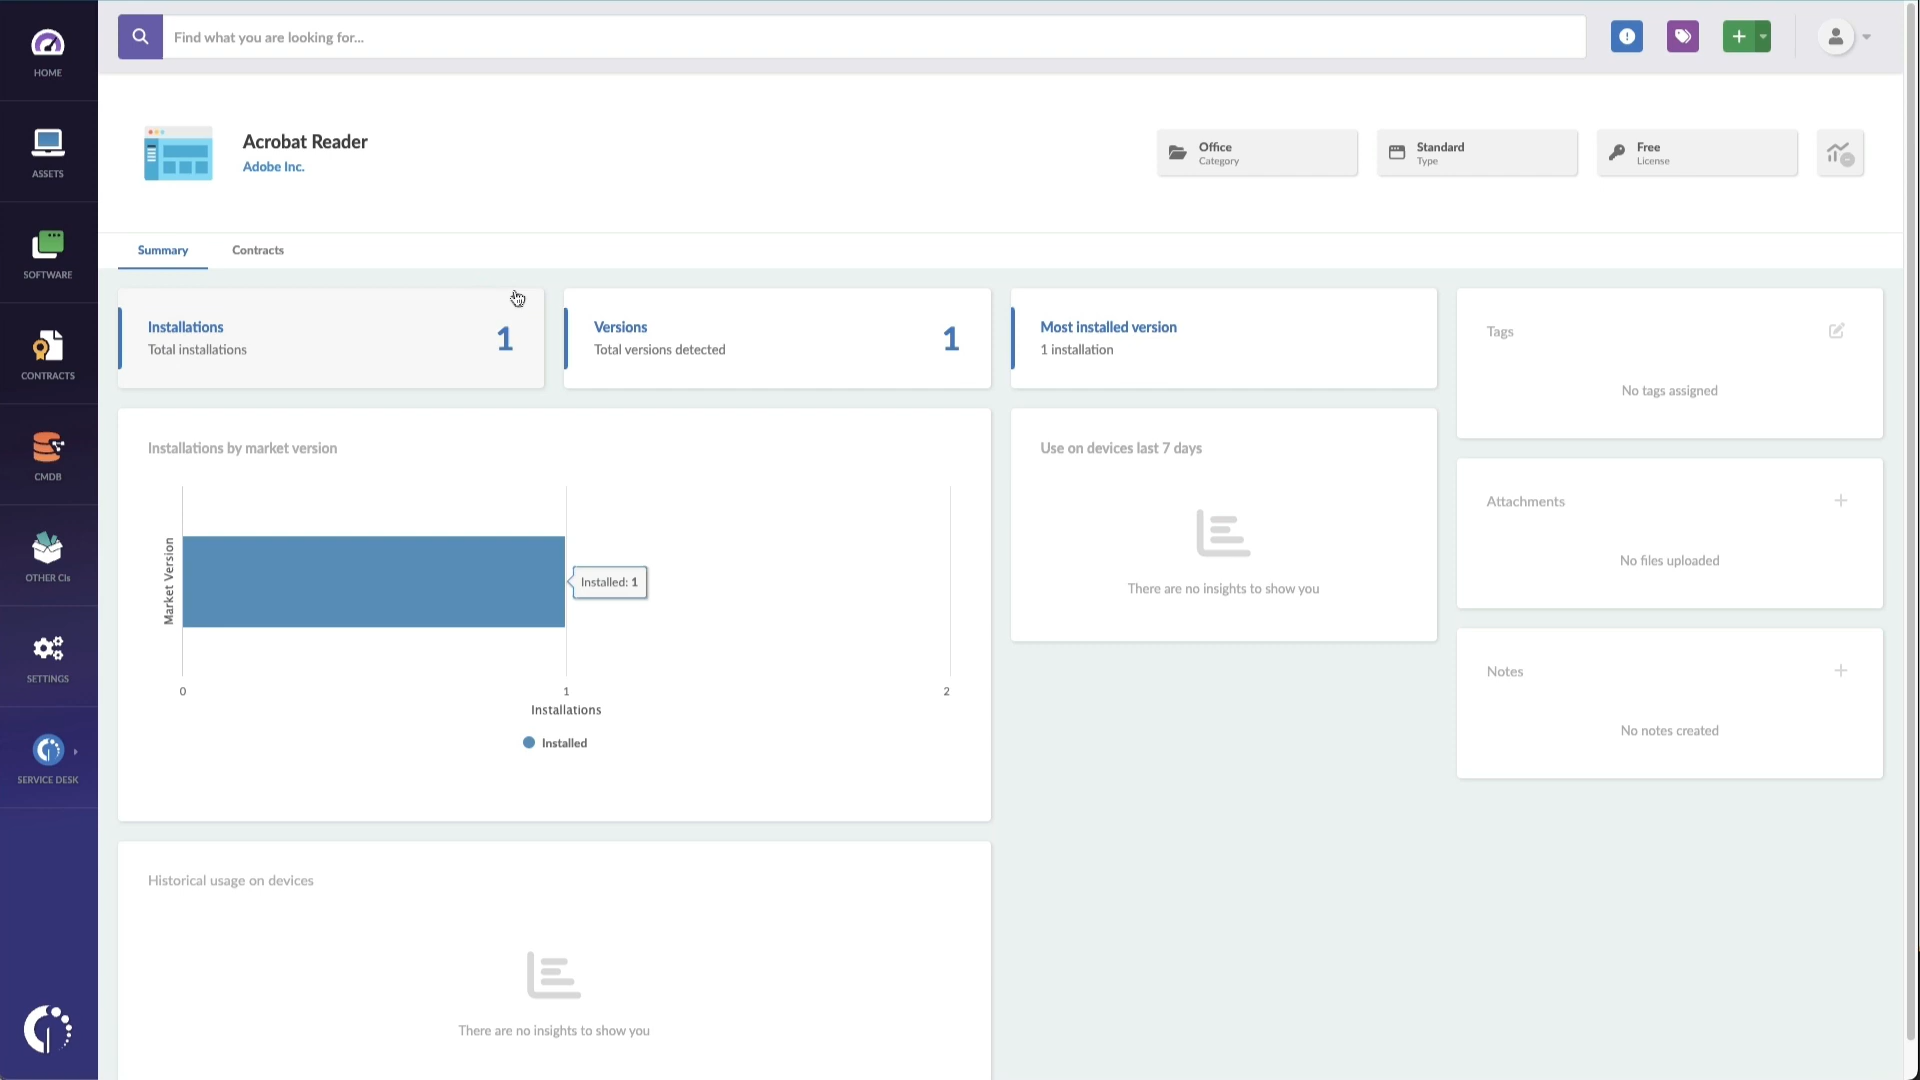 Find what you are looking for...
HOME
ASSETS
SOFTWARE
CONTRACTS
CMDB
OTHER CIs
SETTINGS
SERVICE DESK
Acrobat Reader
Adobe Inc.
Office
Category
Standard
Type
Free
License
Summary
Contracts
Installations
Total installations
1
Versions
Total versions detected
1
Most installed version
1 installation
Tags
No tags assigned
Installations by market version
Market Version
Installed: 1
0
1
2
Installations
Installed
Use on devices last 7 days
There are no insights to show you
Attachments
No files uploaded
Notes
No notes created
Historical usage on devices
There are no insights to show you